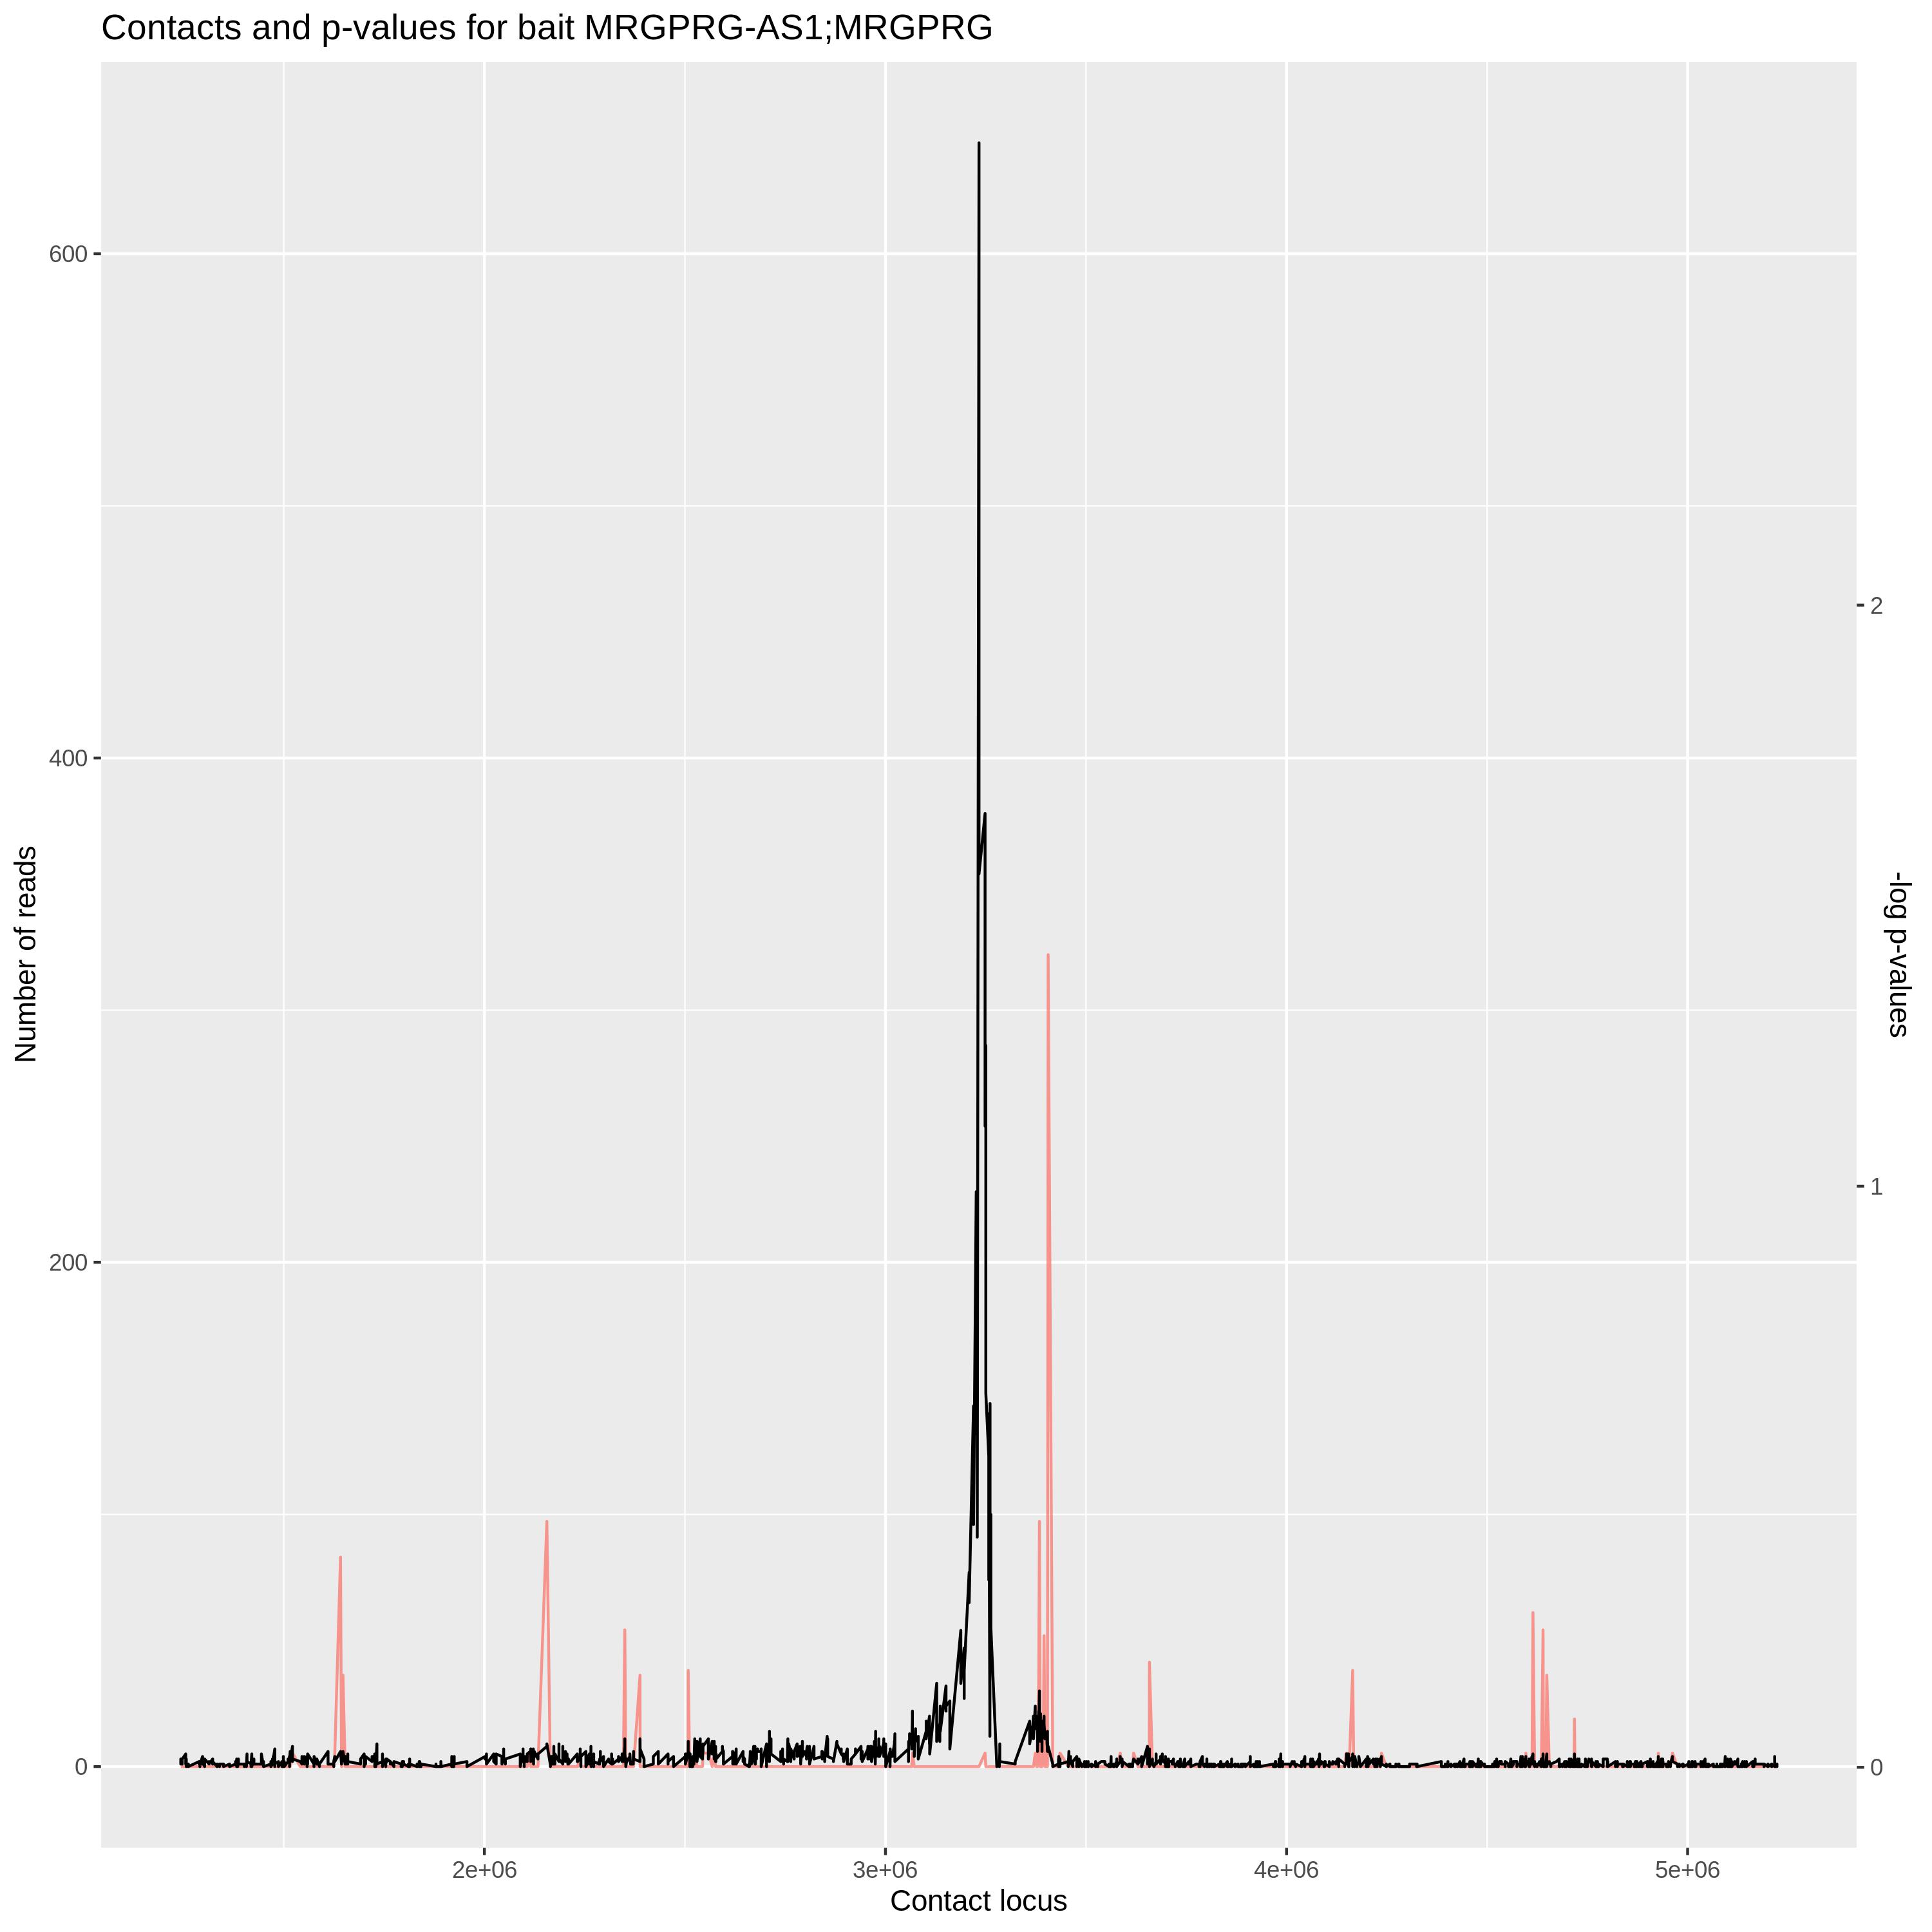 Contacts and p-values for bait MRGPRG-AS1;MRGPRG
600
400
200
0
Number of reads
2
1
0
-log p-values
2e+06
3e+06
4e+06
5e+06
Contact locus